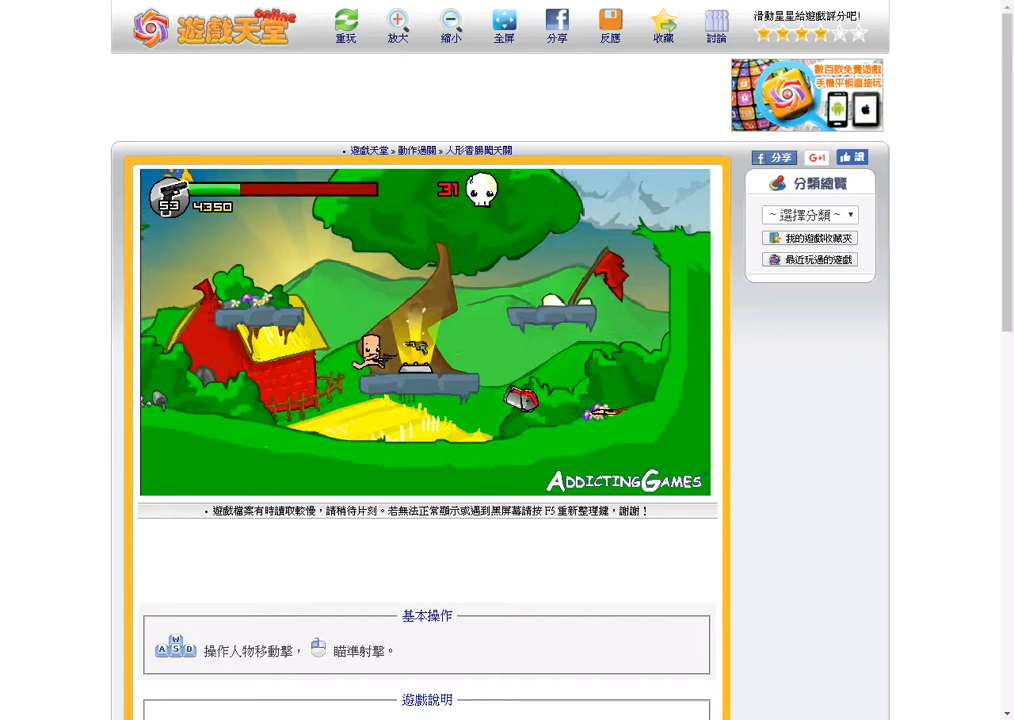 遊戲天堂 Online
重玩 放大 縮小 全屏 分享 反應 收藏 討論
滑動星星給遊戲評分吧!
數百款免費遊戲
手機平板直接玩
• 遊戲天堂 » 動作過關 » 人形香腸闖天關
f 分享 G+1 讚
分類總覽
~ 選擇分類 ~
我的遊戲收藏夾
最近玩過的遊戲
53
4350
31
ADDICTINGGAMES
• 遊戲檔案有時讀取較慢,請稍待片刻。若無法正常顯示或遇到黑屏幕請按 F5 重新整理鍵,謝謝!
基本操作
W A S D 操作人物移動擊, 瞄準射擊。
遊戲說明